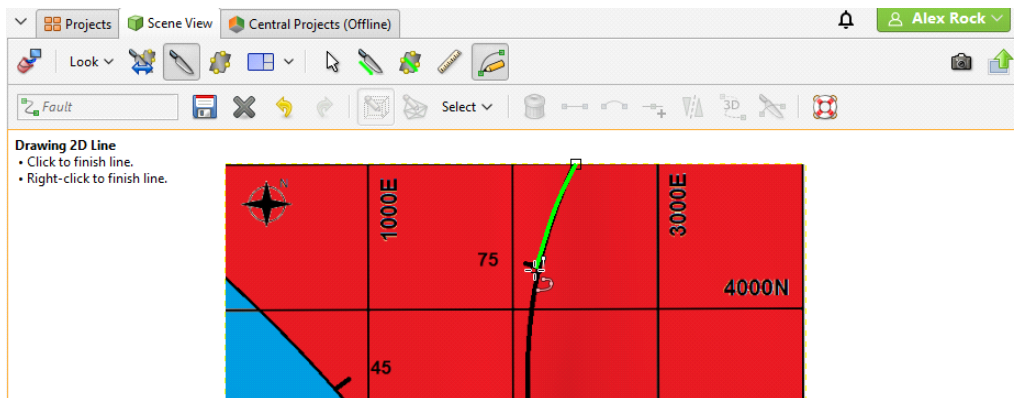 Projects Scene View Central Projects (Offline) Alex Rock
Look
Fault Select 3D
Drawing 2D Line
• Click to finish line.
• Right-click to finish line.
N
1000E
3000E
75
4000N
45